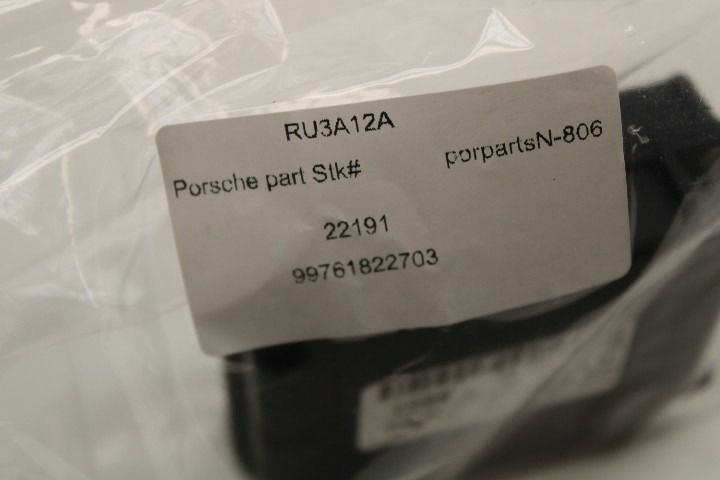 RU3A12A
Porsche part Stk# porpartsN-806
22191
99761822703